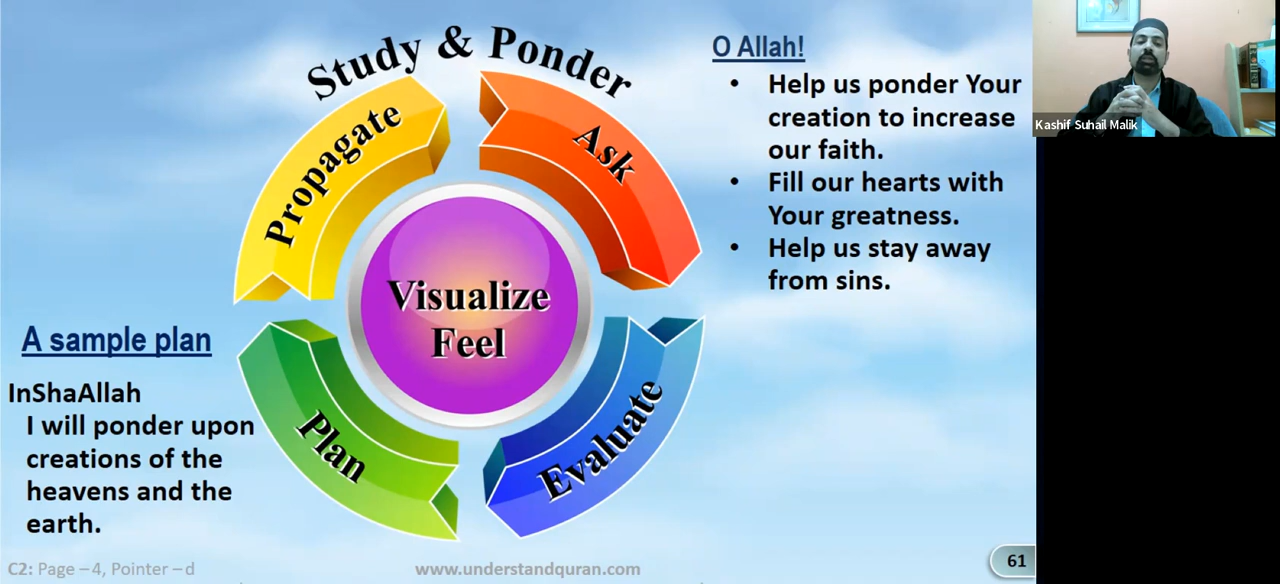 Study & Ponder
Propagate
Ask
Visualize
Feel
Plan
Evaluate
O Allah!
• Help us ponder Your
creation to increase
our faith.
• Fill our hearts with
Your greatness.
• Help us stay away
from sins.
Kashif Suhail Malik
A sample plan
InShaAllah
I will ponder upon
creations of the
heavens and the
earth.
C2: Page – 4, Pointer – d
www.understandquran.com
61